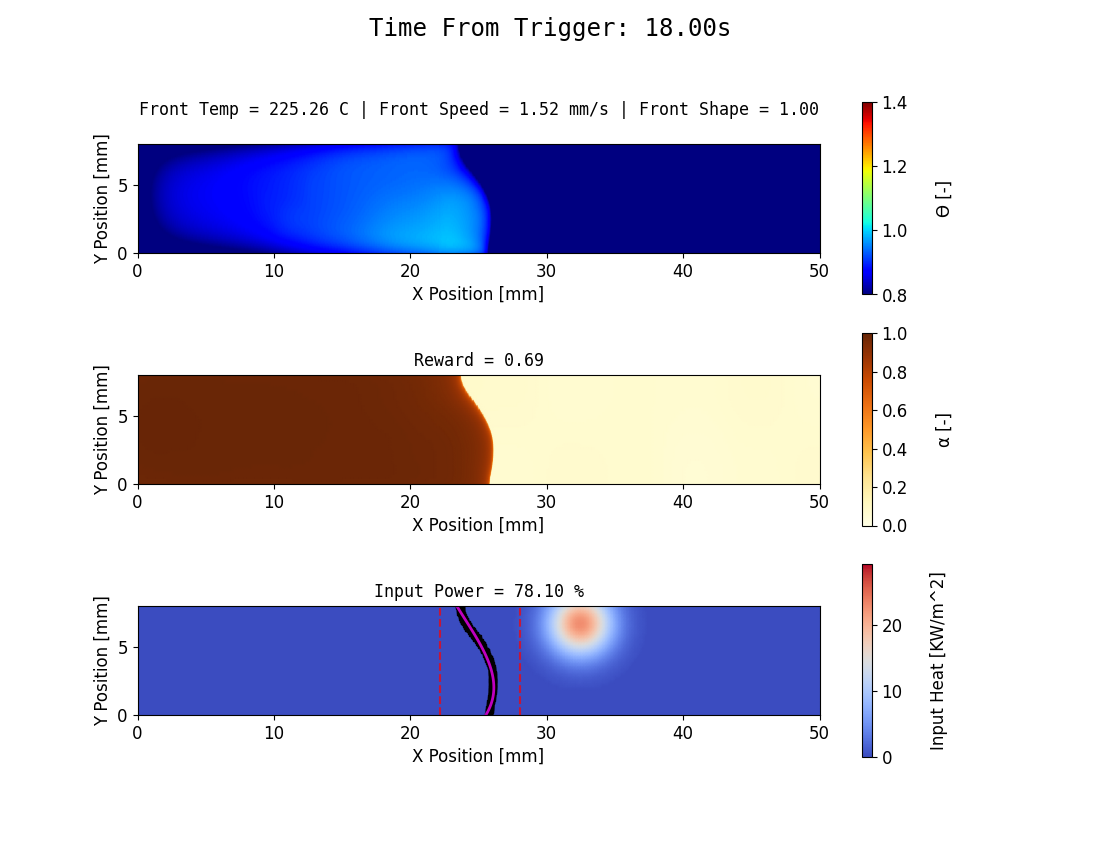 Time From Trigger: 18.00s
Front Temp = 225.26 C | Front Speed = 1.52 mm/s | Front Shape = 1.00
Y Position [mm]
5
0
0 10 20 30 40 50
X Position [mm]
1.4
1.2
1.0
0.8
Θ [-]
Reward = 0.69
Y Position [mm]
5
0
0 10 20 30 40 50
X Position [mm]
1.0
0.8
0.6
0.4
0.2
0.0
α [-]
Input Power = 78.10 %
Y Position [mm]
5
0
0 10 20 30 40 50
X Position [mm]
20
10
0
Input Heat [KW/m^2]